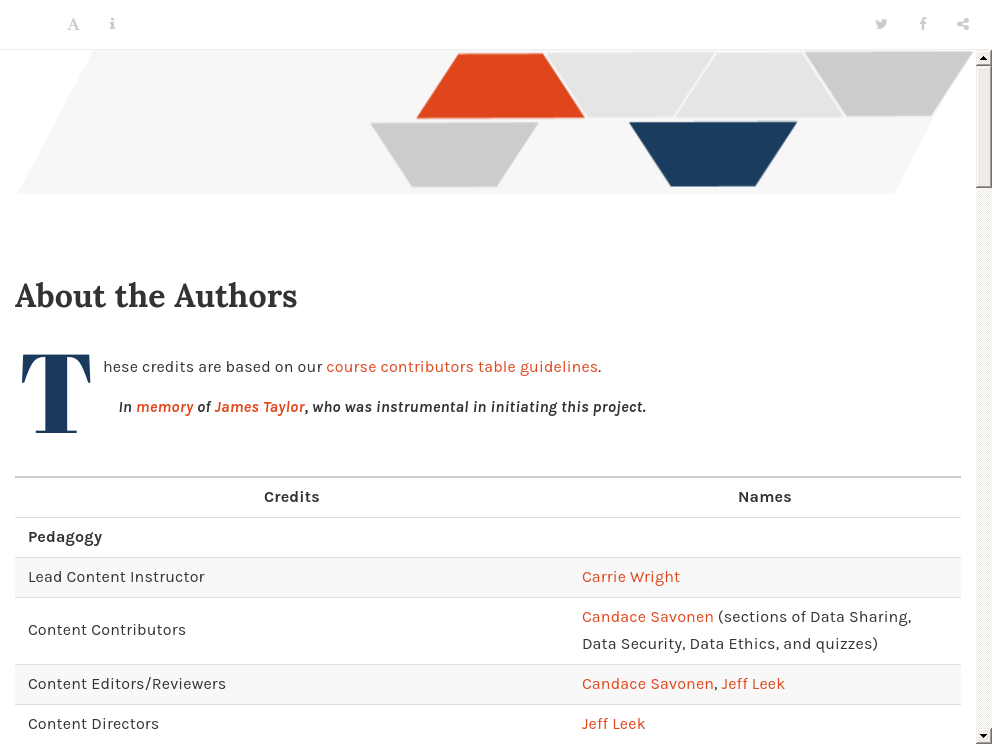 About the Authors
These credits are based on our course contributors table guidelines.
In memory of James Taylor, who was instrumental in initiating this project.
Credits Names
Pedagogy
Lead Content Instructor Carrie Wright
Content Contributors Candace Savonen (sections of Data Sharing,
Data Security, Data Ethics, and quizzes)
Content Editors/Reviewers Candace Savonen, Jeff Leek
Content Directors Jeff Leek